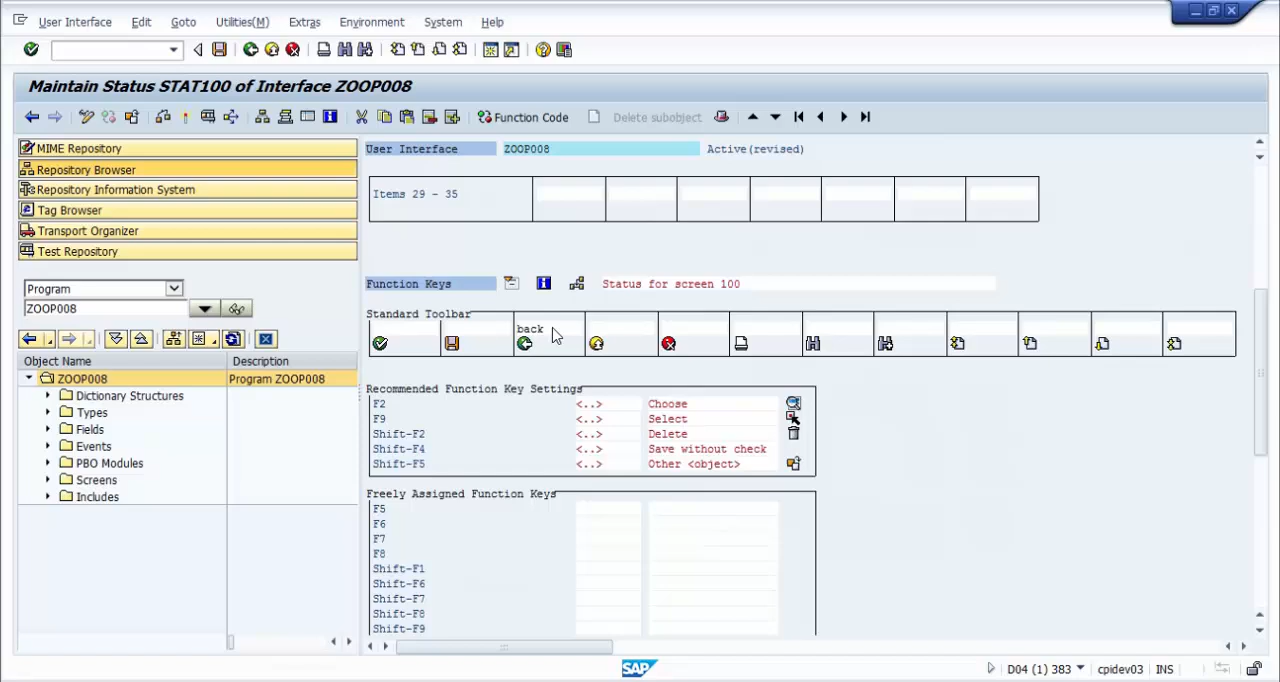 User Interface Edit Goto Utilities(M) Extras Environment System Help
Maintain Status STAT100 of Interface ZOOP008
Function Code Delete subobject
MIME Repository
Repository Browser
Repository Information System
Tag Browser
Transport Organizer
Test Repository
Program
ZOOP008
Object Name Description
ZOOP008 Program ZOOP008
Dictionary Structures
Types
Fields
Events
PBO Modules
Screens
Includes
User Interface ZOOP008 Active(revised)
Items 29 - 35
Function Keys Status for screen 100
Standard Toolbar
back
Recommended Function Key Settings
F2 <..> Choose
F9 <..> Select
Shift-F2 <..> Delete
Shift-F4 <..> Save without check
Shift-F5 <..> Other <object>
Freely Assigned Function Keys
F5
F6
F7
F8
Shift-F1
Shift-F6
Shift-F7
Shift-F8
Shift-F9
SAP D04 (1) 383 cpidev03 INS